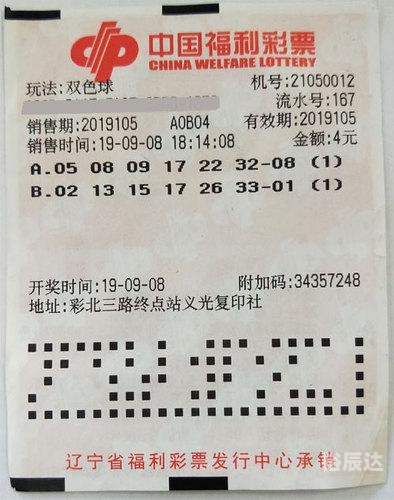 中国福利彩票
CHINA WELFARE LOTTERY
玩法:双色球 机号:21050012
流水号:167
销售期:2019105 A0B04 有效期:2019105
销售时间:19-09-08 18:14:08 金额:4元
A.05 08 09 17 22 32-08 (1)
B.02 13 15 17 26 33-01 (1)
开奖时间:19-09-08 附加码:34357248
地址:彩北三路终点站义光复印社
辽宁省福利彩票发行中心承销